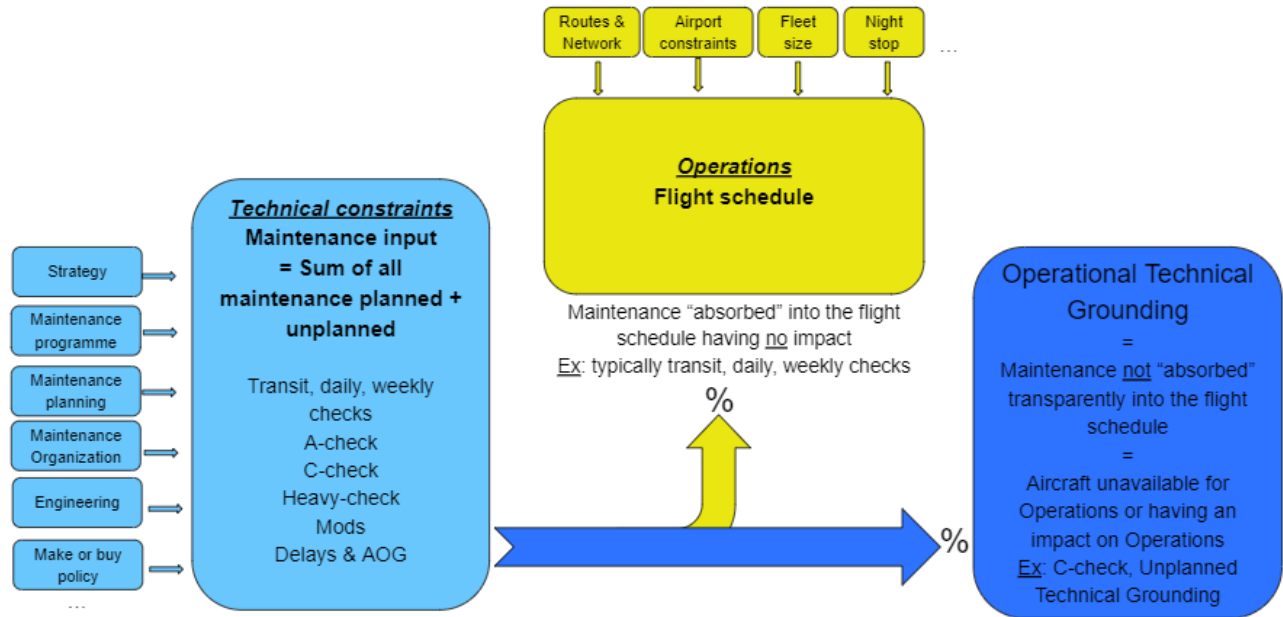 Routes &
Network
Airport
constraints
Fleet
size
Night
stop
...
Operations
Flight schedule
Technical constraints
Maintenance input
= Sum of all
maintenance planned +
unplanned
Transit, daily, weekly
checks
A-check
C-check
Heavy-check
Mods
Delays & AOG
Strategy
Maintenance
programme
Maintenance
planning
Maintenance
Organization
Engineering
Make or buy
policy
...
Maintenance “absorbed” into the flight
schedule having no impact
Ex: typically transit, daily, weekly checks
%
%
Operational Technical
Grounding
=
Maintenance not “absorbed”
transparently into the flight
schedule
=
Aircraft unavailable for
Operations or having an
impact on Operations
Ex: C-check, Unplanned
Technical Grounding